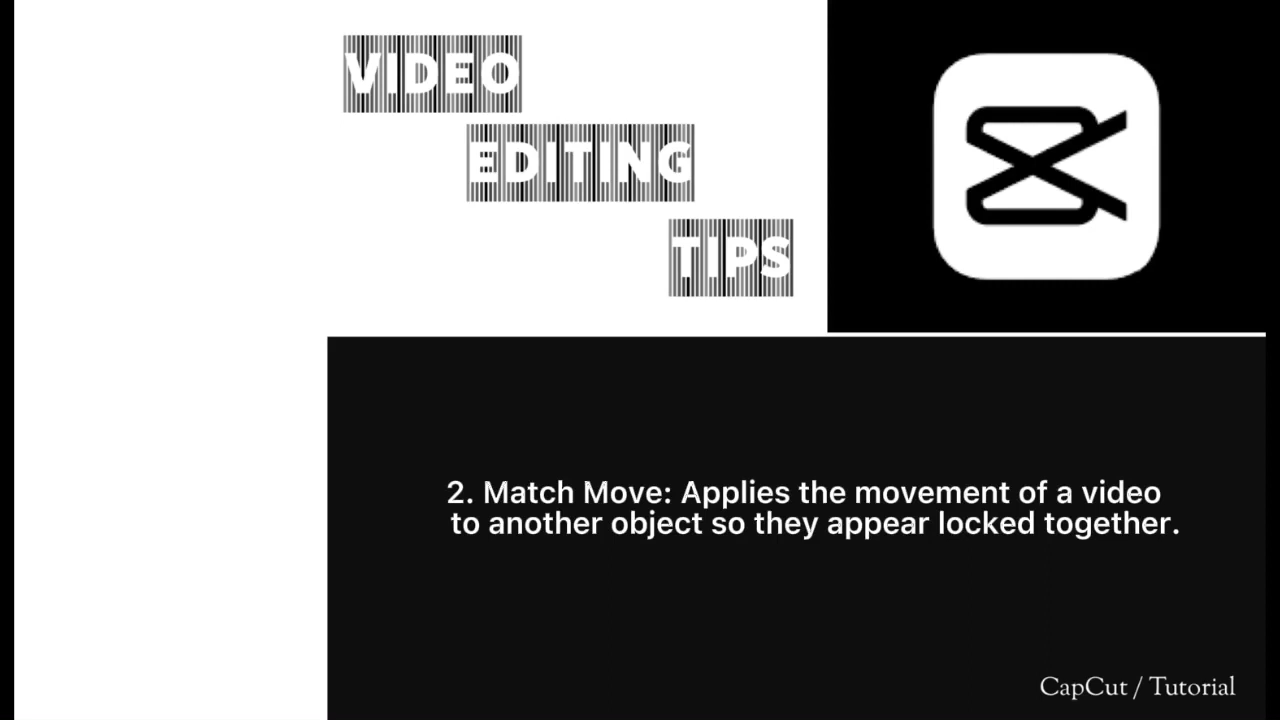 VIDEO
EDITING
TIPS
2. Match Move: Applies the movement of a video
to another object so they appear locked together.
CapCut / Tutorial